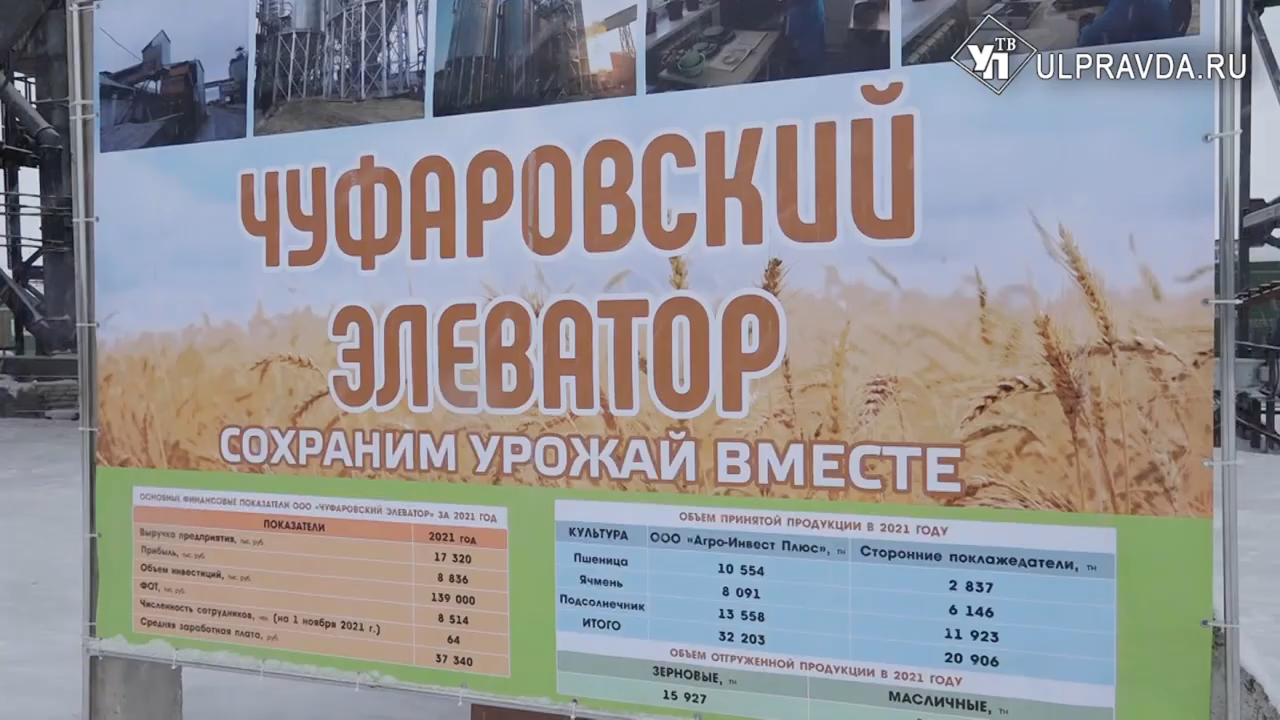 УП ТВ ULPRAVDA.RU
ЧУФАРОВСКИЙ
ЭЛЕВАТОР
СОХРАНИМ УРОЖАЙ ВМЕСТЕ
ОСНОВНЫЕ ФИНАНСОВЫЕ ПОКАЗАТЕЛИ ООО «ЧУФАРОВСКИЙ ЭЛЕВАТОР» ЗА 2021 ГОД
ПОКАЗАТЕЛИ 2021 год
Выручка предприятия, тыс. руб. 17 320
Прибыль, тыс. руб. 8 836
Объем инвестиций, тыс. руб. 139 000
ФОТ, тыс. руб. 8 514
Численность сотрудников, чел. (на 1 ноября 2021 г.) 64
Средняя заработная плата, руб. 37 340
ОБЪЕМ ПРИНЯТОЙ ПРОДУКЦИИ В 2021 ГОДУ
КУЛЬТУРА ООО «Агро-Инвест Плюс», тн Сторонние поклажедатели, тн
Пшеница 10 554 2 837
Ячмень 8 091 6 146
Подсолнечник 13 558 11 923
ИТОГО 32 203 20 906
ОБЪЕМ ОТГРУЖЕННОЙ ПРОДУКЦИИ В 2021 ГОДУ
ЗЕРНОВЫЕ, тн МАСЛИЧНЫЕ, тн
15 927